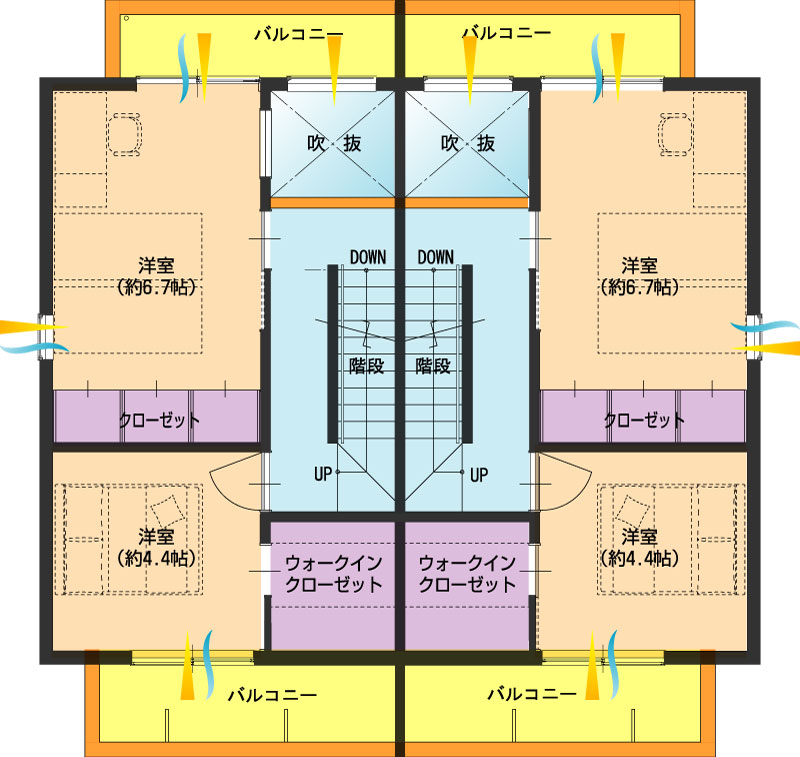 バルコニー
バルコニー
吹 抜
吹 抜
DOWN
DOWN
洋室
(約6.7帖)
洋室
(約6.7帖)
階段
階段
クローゼット
クローゼット
UP
UP
洋室
(約4.4帖)
ウォークイン
クローゼット
ウォークイン
クローゼット
洋室
(約4.4帖)
バルコニー
バルコニー